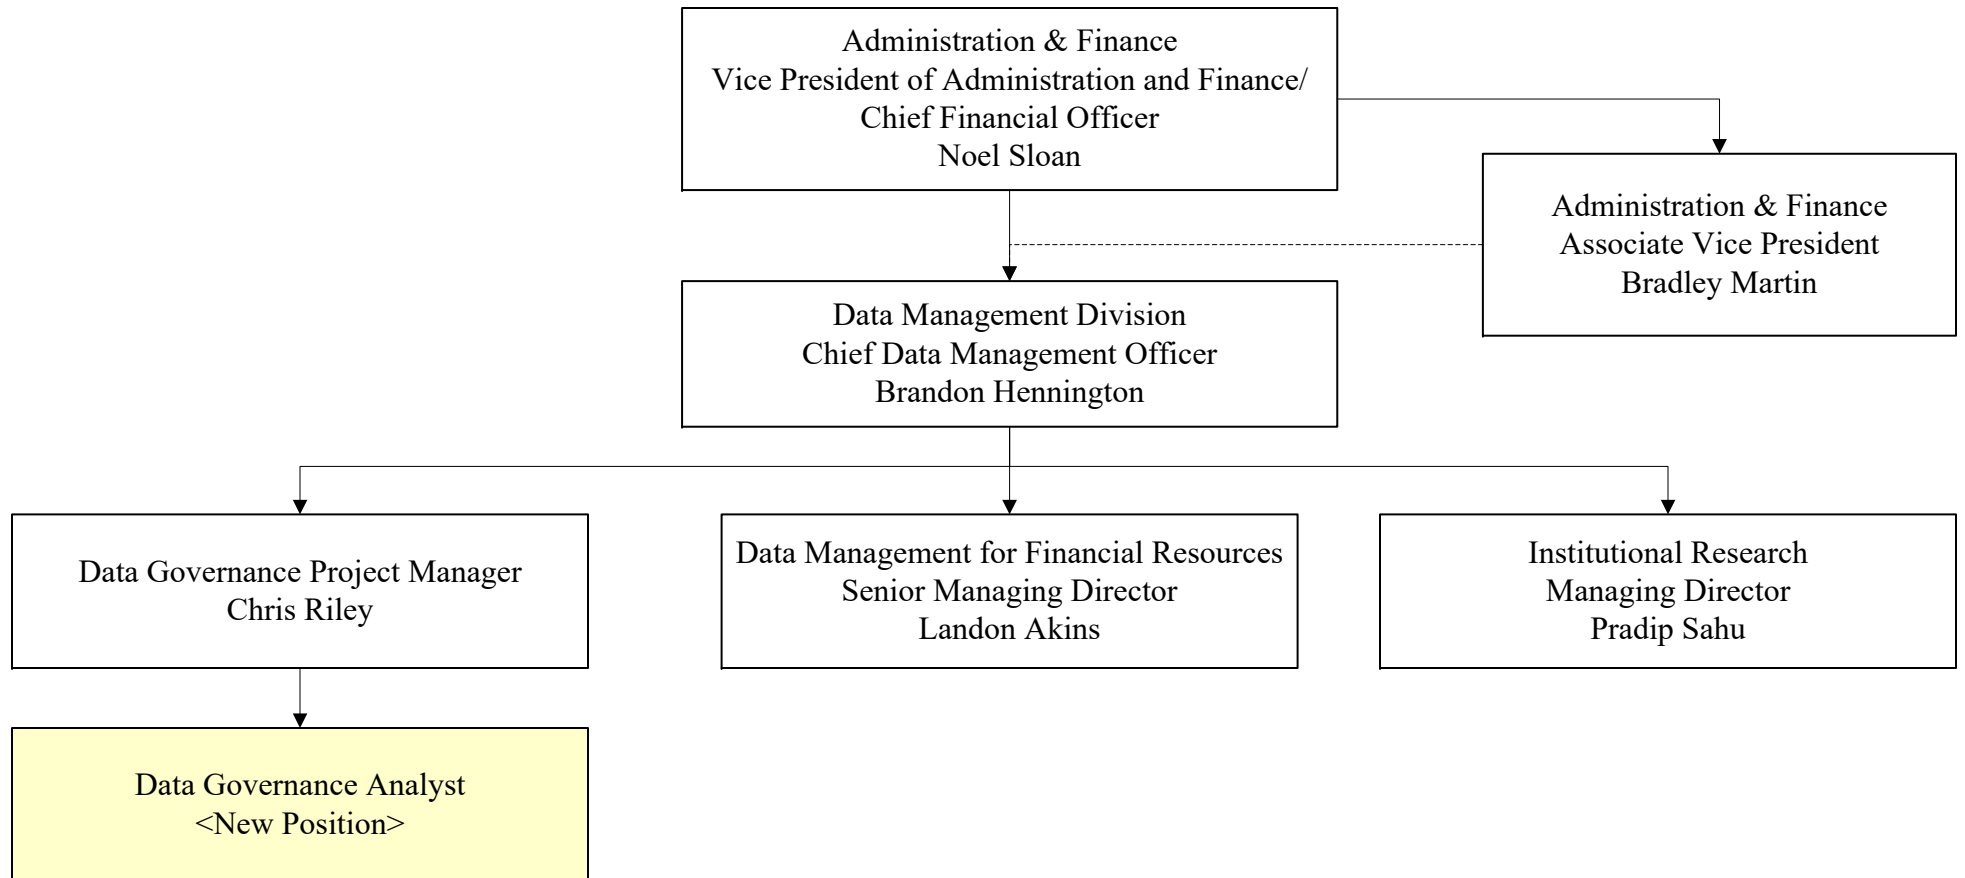 Administration & Finance
Vice President of Administration and Finance/
Chief Financial Officer
Noel Sloan
Administration & Finance
Associate Vice President
Bradley Martin
Data Management Division
Chief Data Management Officer
Brandon Hennington
Data Governance Project Manager
Chris Riley
Data Management for Financial Resources
Senior Managing Director
Landon Akins
Institutional Research
Managing Director
Pradip Sahu
Data Governance Analyst
<New Position>